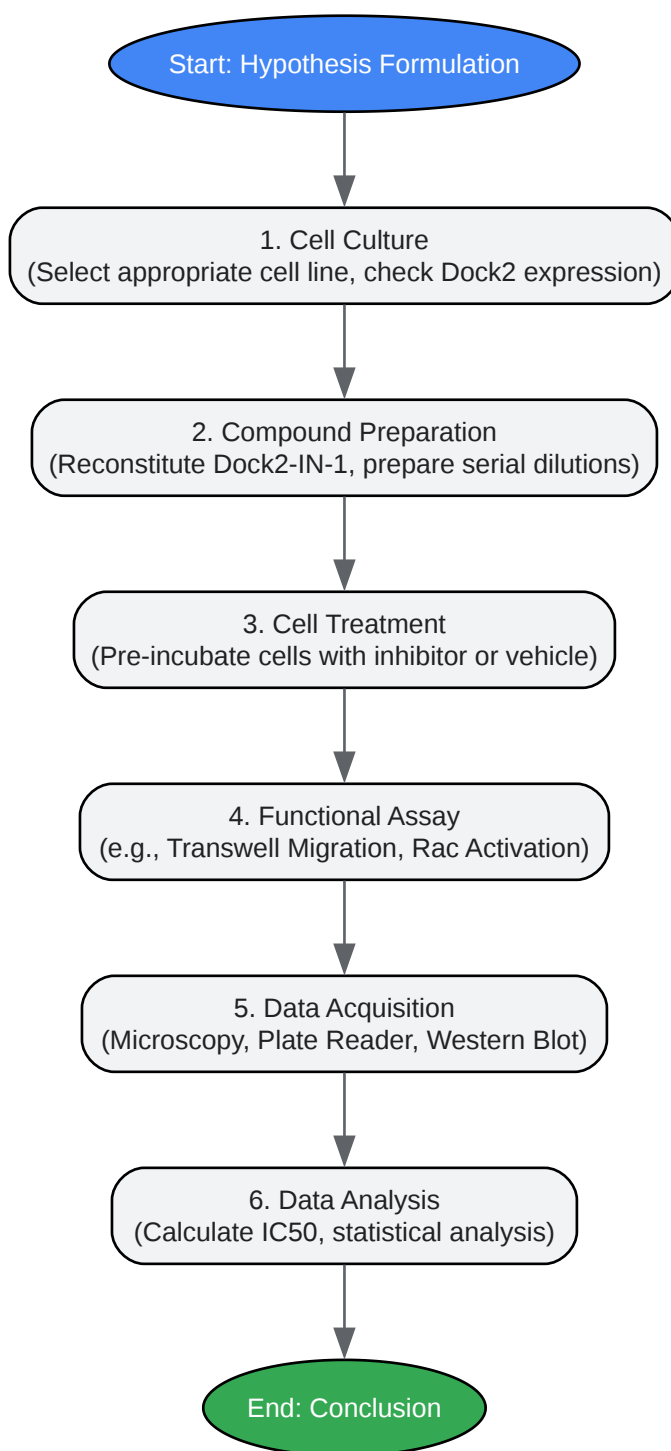 Start: Hypothesis Formulation
1. Cell Culture
(Select appropriate cell line, check Dock2 expression)
2. Compound Preparation
(Reconstitute Dock2-IN-1, prepare serial dilutions)
3. Cell Treatment
(Pre-incubate cells with inhibitor or vehicle)
4. Functional Assay
(e.g., Transwell Migration, Rac Activation)
5. Data Acquisition
(Microscopy, Plate Reader, Western Blot)
6. Data Analysis
(Calculate IC50, statistical analysis)
End: Conclusion